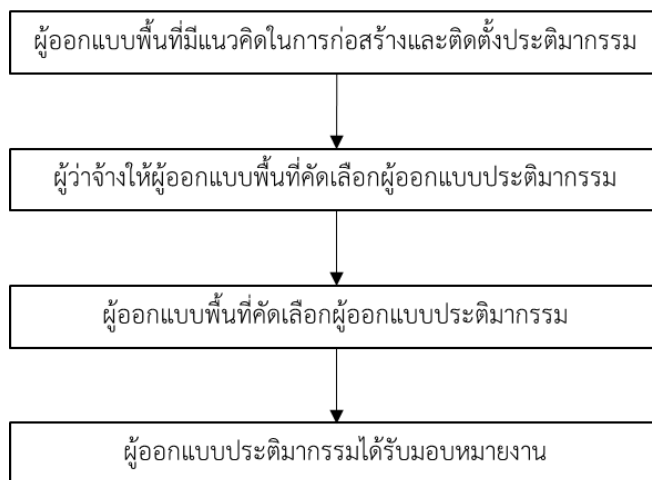 ผู้ออกแบบพื้นที่มีแนวคิดในการก่อสร้างและติดตั้งประติมากรรม
ผู้ว่าจ้างให้ผู้ออกแบบพื้นที่คัดเลือกผู้ออกแบบประติมากรรม
ผู้ออกแบบพื้นที่คัดเลือกผู้ออกแบบประติมากรรม
ผู้ออกแบบประติมากรรมได้รับมอบหมายงาน